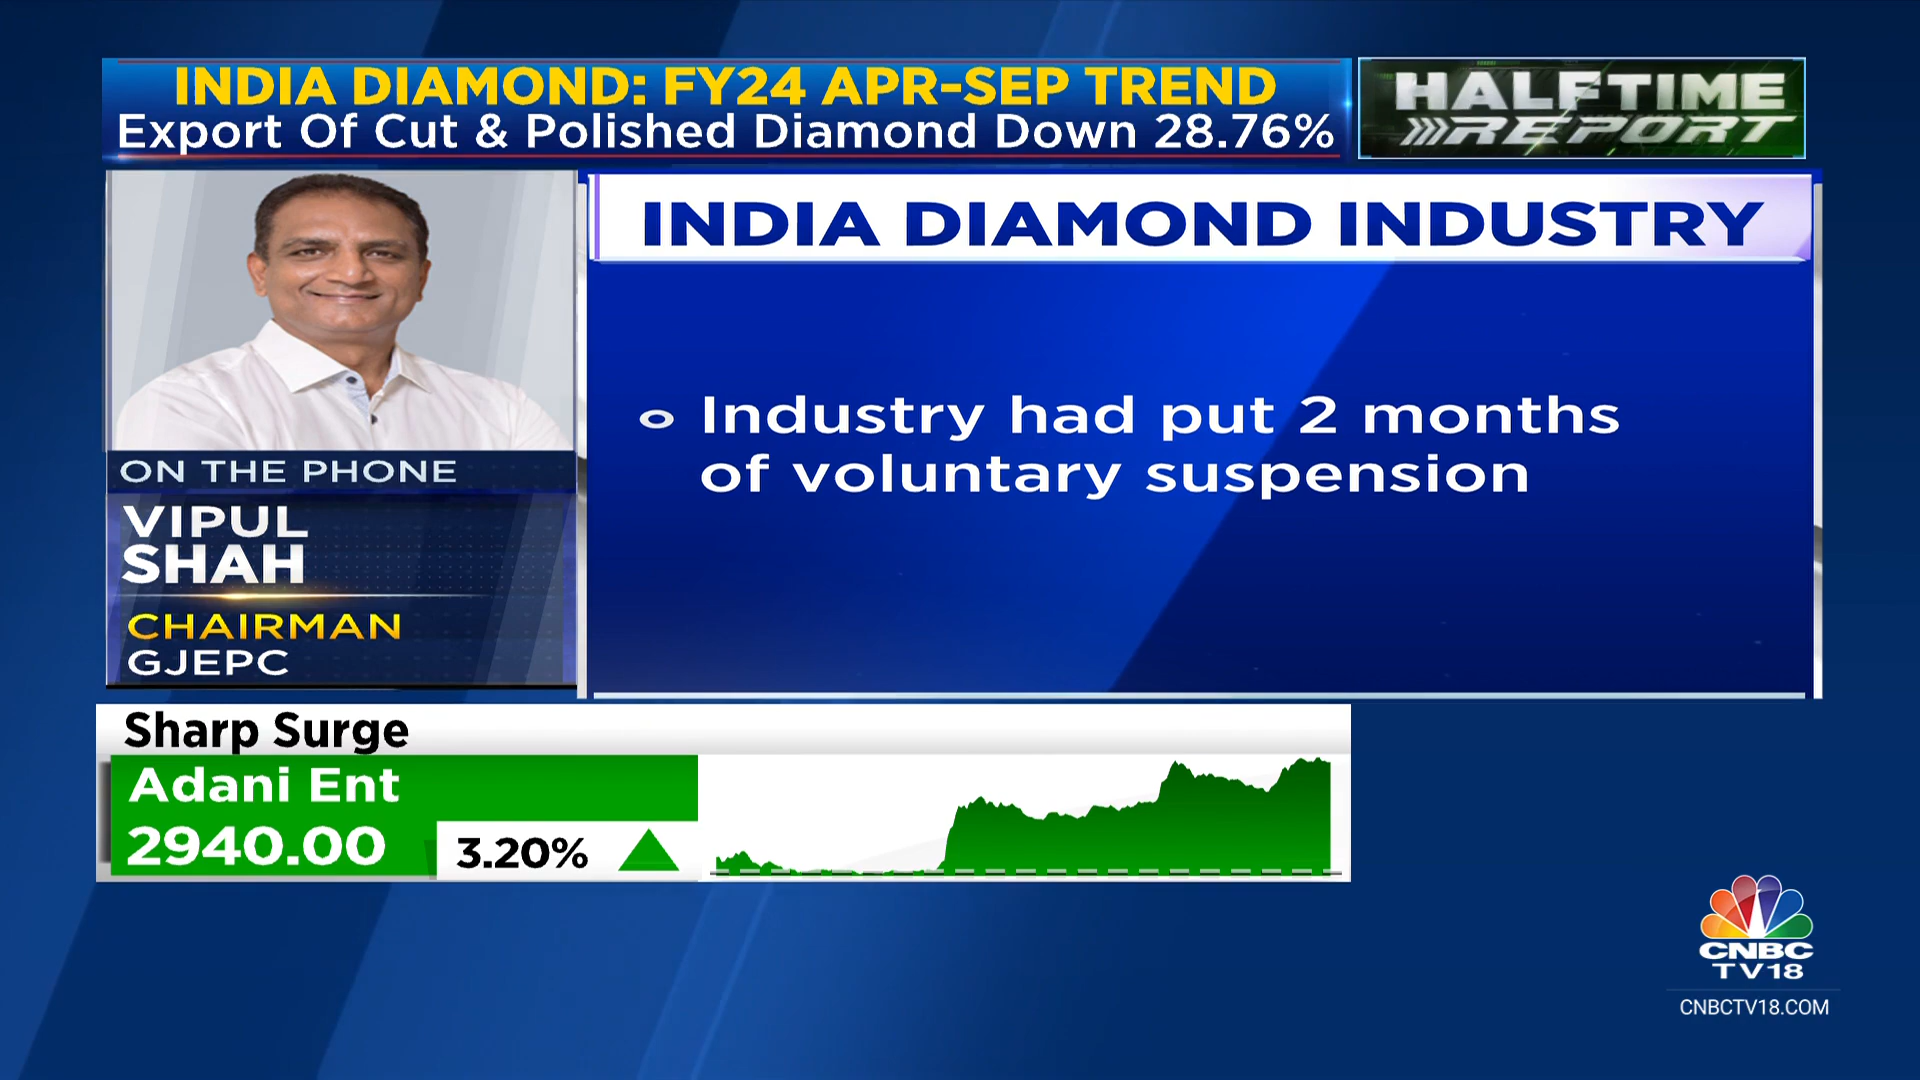 INDIA DIAMOND: FY24 APR-SEP TREND
Export Of Cut & Polished Diamond Down 28.76%
HALFTIME
REPORT
INDIA DIAMOND INDUSTRY
Industry had put 2 months
of voluntary suspension
ON THE PHONE
VIPUL
SHAH
CHAIRMAN
GJEPC
Sharp Surge
Adani Ent
2940.00
3.20%
CNBC
TV18
CNBCTV18.COM